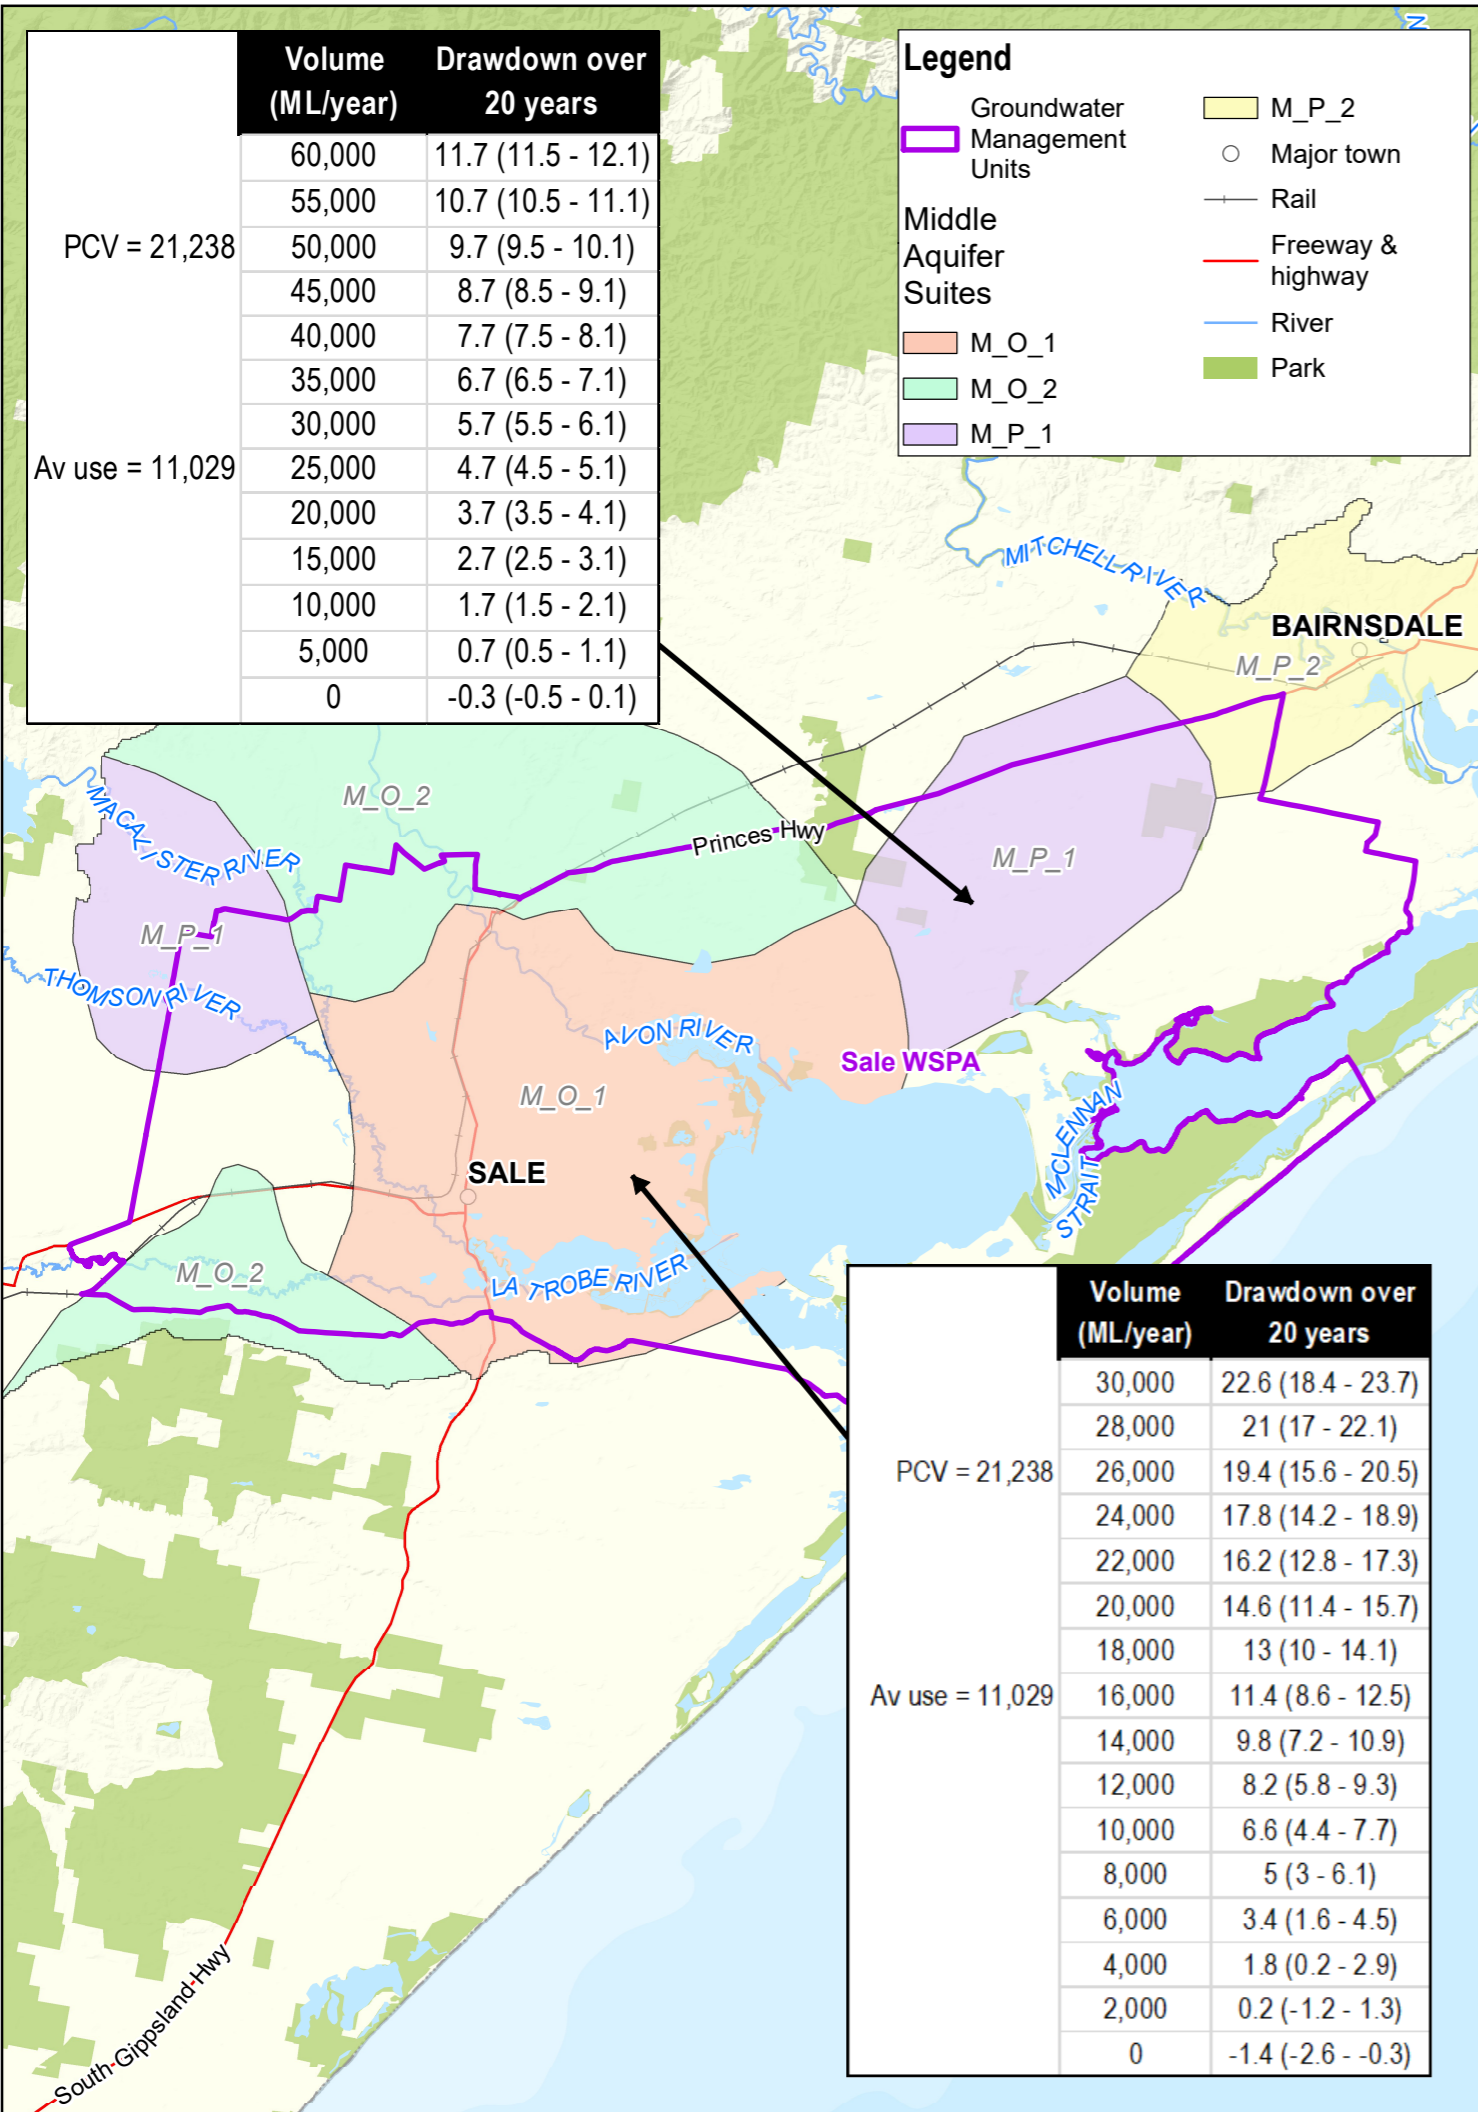 Volume
(ML/year)
Drawdown over
20 years
60,000 11.7 (11.5 - 12.1)
55,000 10.7 (10.5 - 11.1)
PCV = 21,238 50,000 9.7 (9.5 - 10.1)
45,000 8.7 (8.5 - 9.1)
40,000 7.7 (7.5 - 8.1)
35,000 6.7 (6.5 - 7.1)
30,000 5.7 (5.5 - 6.1)
Av use = 11,029 25,000 4.7 (4.5 - 5.1)
20,000 3.7 (3.5 - 4.1)
15,000 2.7 (2.5 - 3.1)
10,000 1.7 (1.5 - 2.1)
5,000 0.7 (0.5 - 1.1)
0 -0.3 (-0.5 - 0.1)
Legend
Groundwater
Management
Units
Middle
Aquifer
Suites
M_O_1
M_O_2
M_P_1
M_P_2
Major town
Rail
Freeway &
highway
River
Park
MITCHELL RIVER
BAIRNSDALE
M_P_2
M_O_2
MACALISTER RIVER
Princes Hwy
M_P_1
M_P_1
THOMSON RIVER
AVON RIVER
Sale WSPA
M_O_1
MCLENNAN
STRAIT
SALE
M_O_2
LA TROBE RIVER
Volume
(ML/year)
Drawdown over
20 years
30,000 22.6 (18.4 - 23.7)
28,000 21 (17 - 22.1)
PCV = 21,238 26,000 19.4 (15.6 - 20.5)
24,000 17.8 (14.2 - 18.9)
22,000 16.2 (12.8 - 17.3)
20,000 14.6 (11.4 - 15.7)
18,000 13 (10 - 14.1)
Av use = 11,029 16,000 11.4 (8.6 - 12.5)
14,000 9.8 (7.2 - 10.9)
12,000 8.2 (5.8 - 9.3)
10,000 6.6 (4.4 - 7.7)
8,000 5 (3 - 6.1)
6,000 3.4 (1.6 - 4.5)
4,000 1.8 (0.2 - 2.9)
2,000 0.2 (-1.2 - 1.3)
0 -1.4 (-2.6 - -0.3)
South Gippsland Hwy